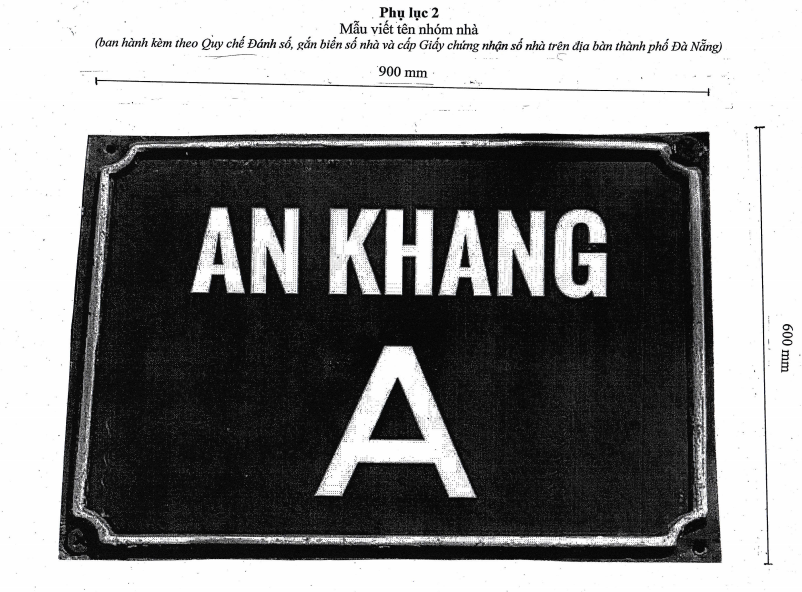 Phụ lục 2
Mẫu viết tên nhóm nhà
(ban hành kèm theo Quy chế Đánh số, gắn biển số nhà và cấp Giấy chứng nhận số nhà trên địa bàn thành phố Đà Nẵng)
900 mm
AN KHANG
A
600 mm